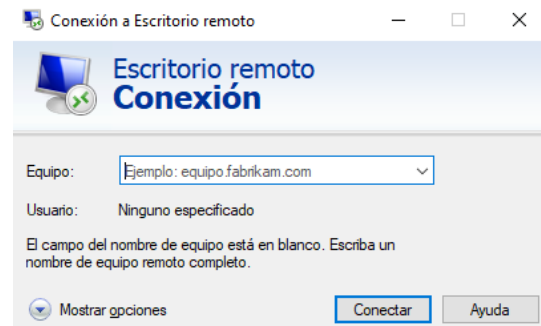 Conexión a Escritorio remoto
Escritorio remoto
Conexión
Equipo: Ejemplo: equipo.fabrikam.com
Usuario: Ninguno especificado
El campo del nombre de equipo está en blanco. Escriba un
nombre de equipo remoto completo.
Mostrar opciones Conectar Ayuda